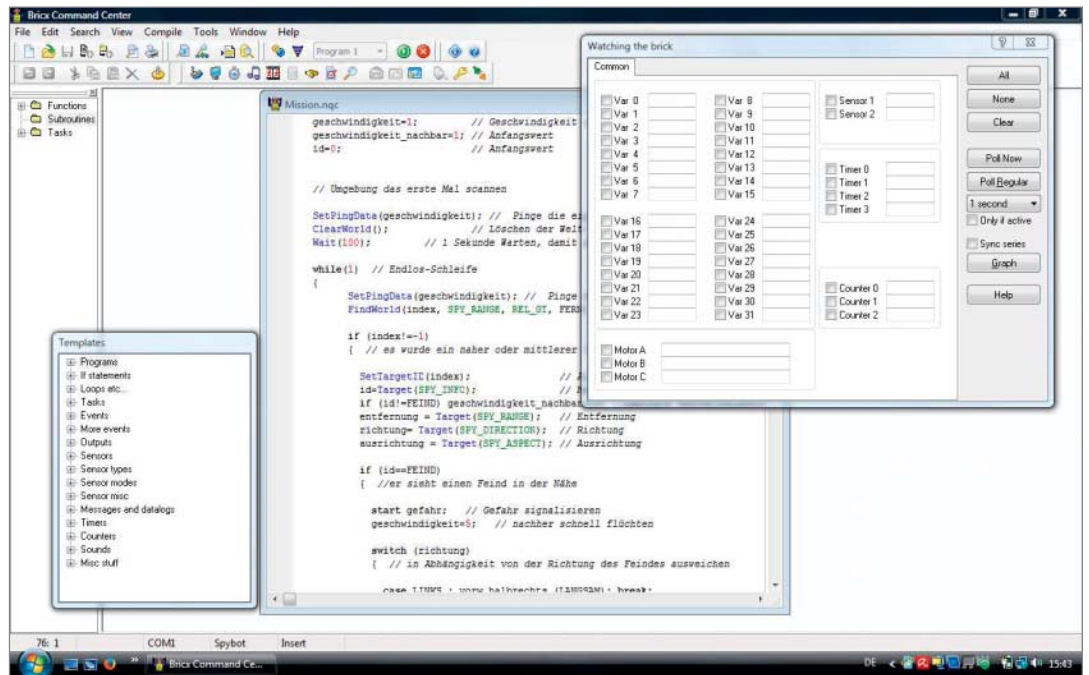 Bricx Command Center
File Edit Search View Compile Tools Window Help
Program 1
Functions
Subroutines
Tasks
Mission.nqc
geschwindigkeit=1; // Geschwindigkeit
geschwindigkeit_nachbar=1; // Anfangswert
id=0; // Anfangswert
// Umgebung das erste Mal scannen
SetPingData(geschwindigkeit); // Pinge die
ClearWorld(); // Löschen der Welt
Wait(100); // 1 Sekunde Warten, damit
while(1) // Endlos-Schleife
{
SetPingData(geschwindigkeit); // Pinge
FindWorld(index, SPY_RANGE, REL_GT,
if (index!=-1)
{ // es wurde ein naher oder mittlerer
SetTargetID(index); //
id=Target(SPY_INFO); //
if (id!=FEIND)
entfernung = Target(SPY_RANGE); // Entfernung
richtung= Target(SPY_DIRECTION); // Richtung
ausrichtung = Target(SPY_ASPECT); // Ausrichtung
if (id==FEIND)
{ //er sieht einen Feind in der Nähe
start gefahr; // Gefahr signalisieren
geschwindigkeit=5; // nachher schnell flüchten
switch (richtung)
{ // in Abhängigkeit von der Richtung des Feindes ausweichen
case LINKS : vorw_halbrechts (LANGSAM); break;
Templates
Programs
If statements
Loops etc...
Tasks
Events
More events
Outputs
Sensors
Sensor types
Sensor modes
Sensor misc
Messages and datalogs
Timers
Counters
Sounds
Misc stuff
Watching the brick
Common
Var 0
Var 1
Var 2
Var 3
Var 4
Var 5
Var 6
Var 7
Var 8
Var 9
Var 10
Var 11
Var 12
Var 13
Var 14
Var 15
Var 16
Var 17
Var 18
Var 19
Var 20
Var 21
Var 22
Var 23
Var 24
Var 25
Var 26
Var 27
Var 28
Var 29
Var 30
Var 31
Sensor 1
Sensor 2
Timer 0
Timer 1
Timer 2
Timer 3
Counter 0
Counter 1
Counter 2
Motor A
Motor B
Motor C
All
None
Clear
Poll Now
Poll Regular
1 second
Only if active
Sync series
Graph
Help
76: 1 COM1 Spybot Insert
Bricx Command Ce...
DE
15:43